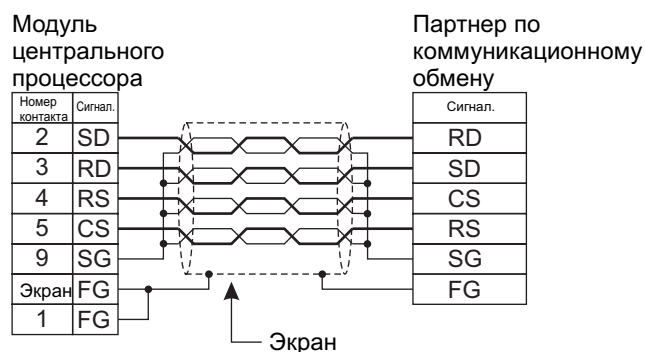 Модуль
центрального
процессора
Партнер по
коммуникационному
обмену
Номер
контакта
Сигнал.
Сигнал.
2 SD RD
3 RD SD
4 RS CS
5 CS RS
9 SG SG
Экран FG FG
1 FG
Экран